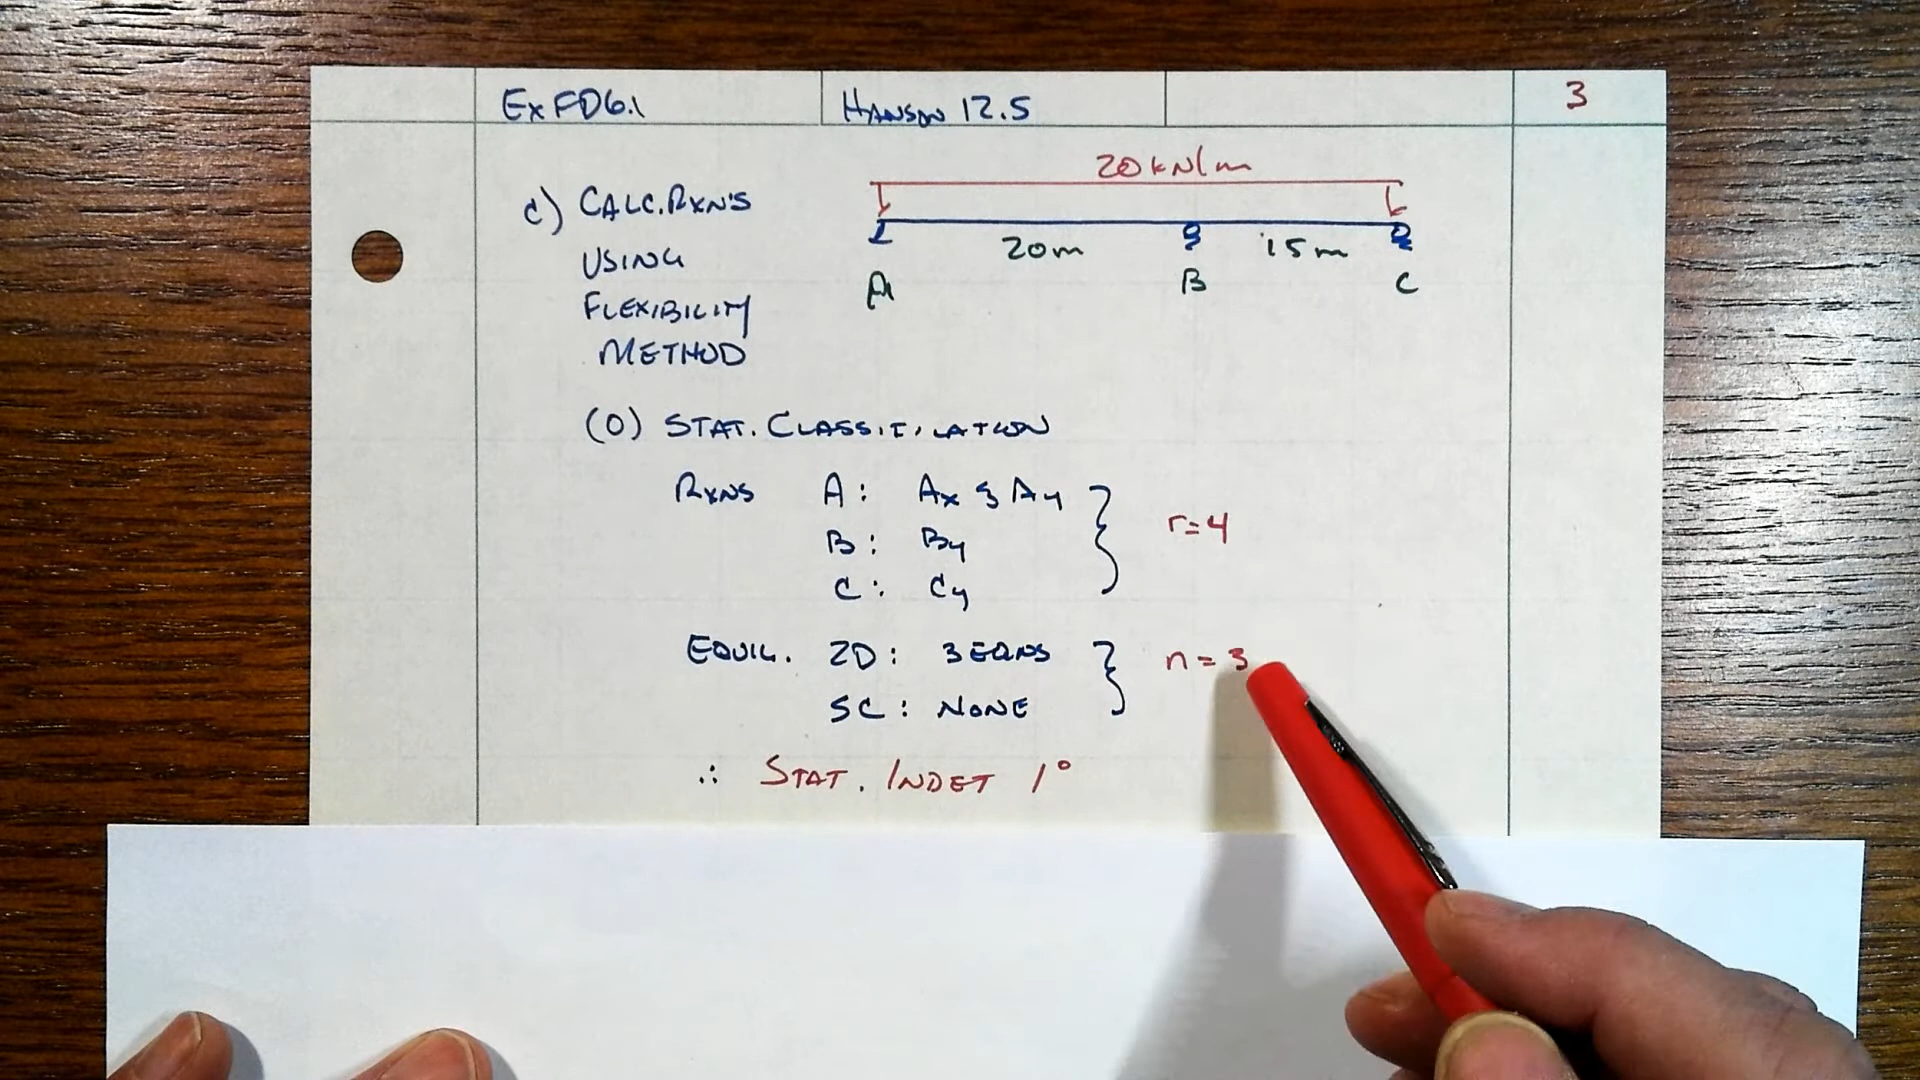 Ex FD6.1 HANSON 12.5 3
20 kN/m
c) CALC. RXN'S
USING
FLEXIBILITY
METHOD
20m 15m
A B C
(0) STAT. CLASSIFICATION
RXNS A: Ax & Ay r=4
B: By
C: Cy
EQUIL. 2D: 3 EQNS n=3
SC: NONE
∴ STAT. INDET 1°